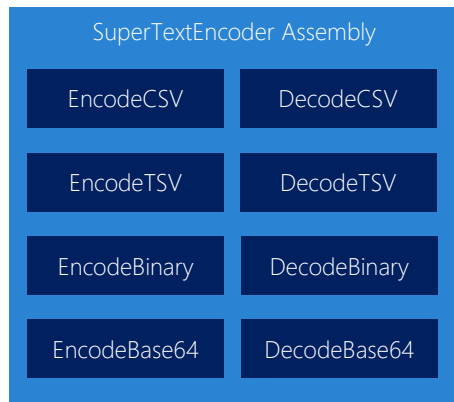 SuperTextEncoder Assembly
EncodeCSV DecodeCSV
EncodeTSV DecodeTSV
EncodeBinary DecodeBinary
EncodeBase64 DecodeBase64